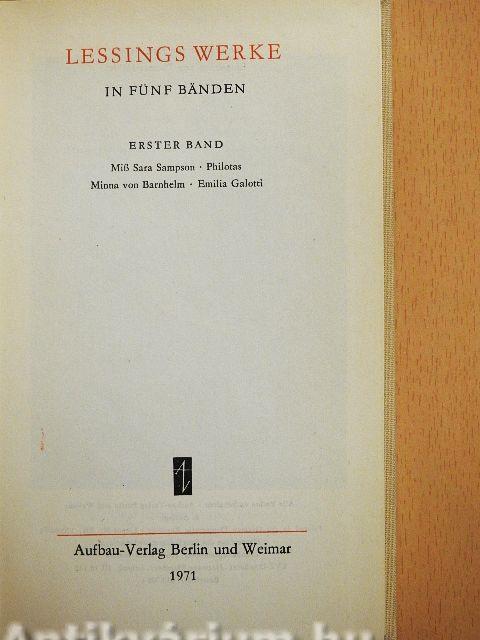 LESSINGS WERKE
IN FÜNF BÄNDEN
ERSTER BAND
Miß Sara Sampson · Philotas
Minna von Barnhelm · Emilia Galotti
Aufbau-Verlag Berlin und Weimar
1971
Antikvárium.hu